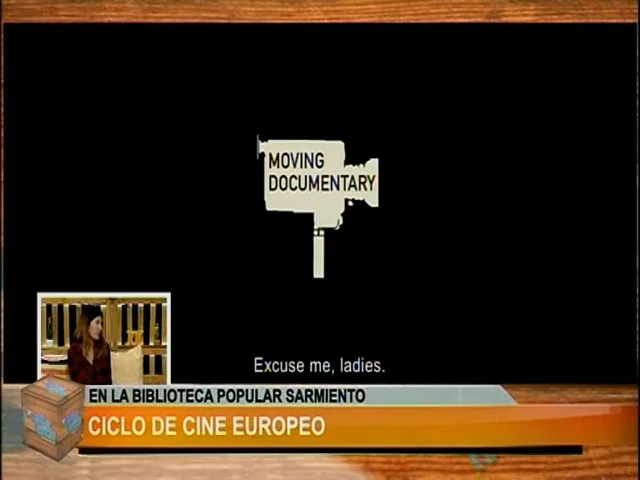 MOVING
DOCUMENTARY
Excuse me, ladies.
EN LA BIBLIOTECA POPULAR SARMIENTO
CICLO DE CINE EUROPEO